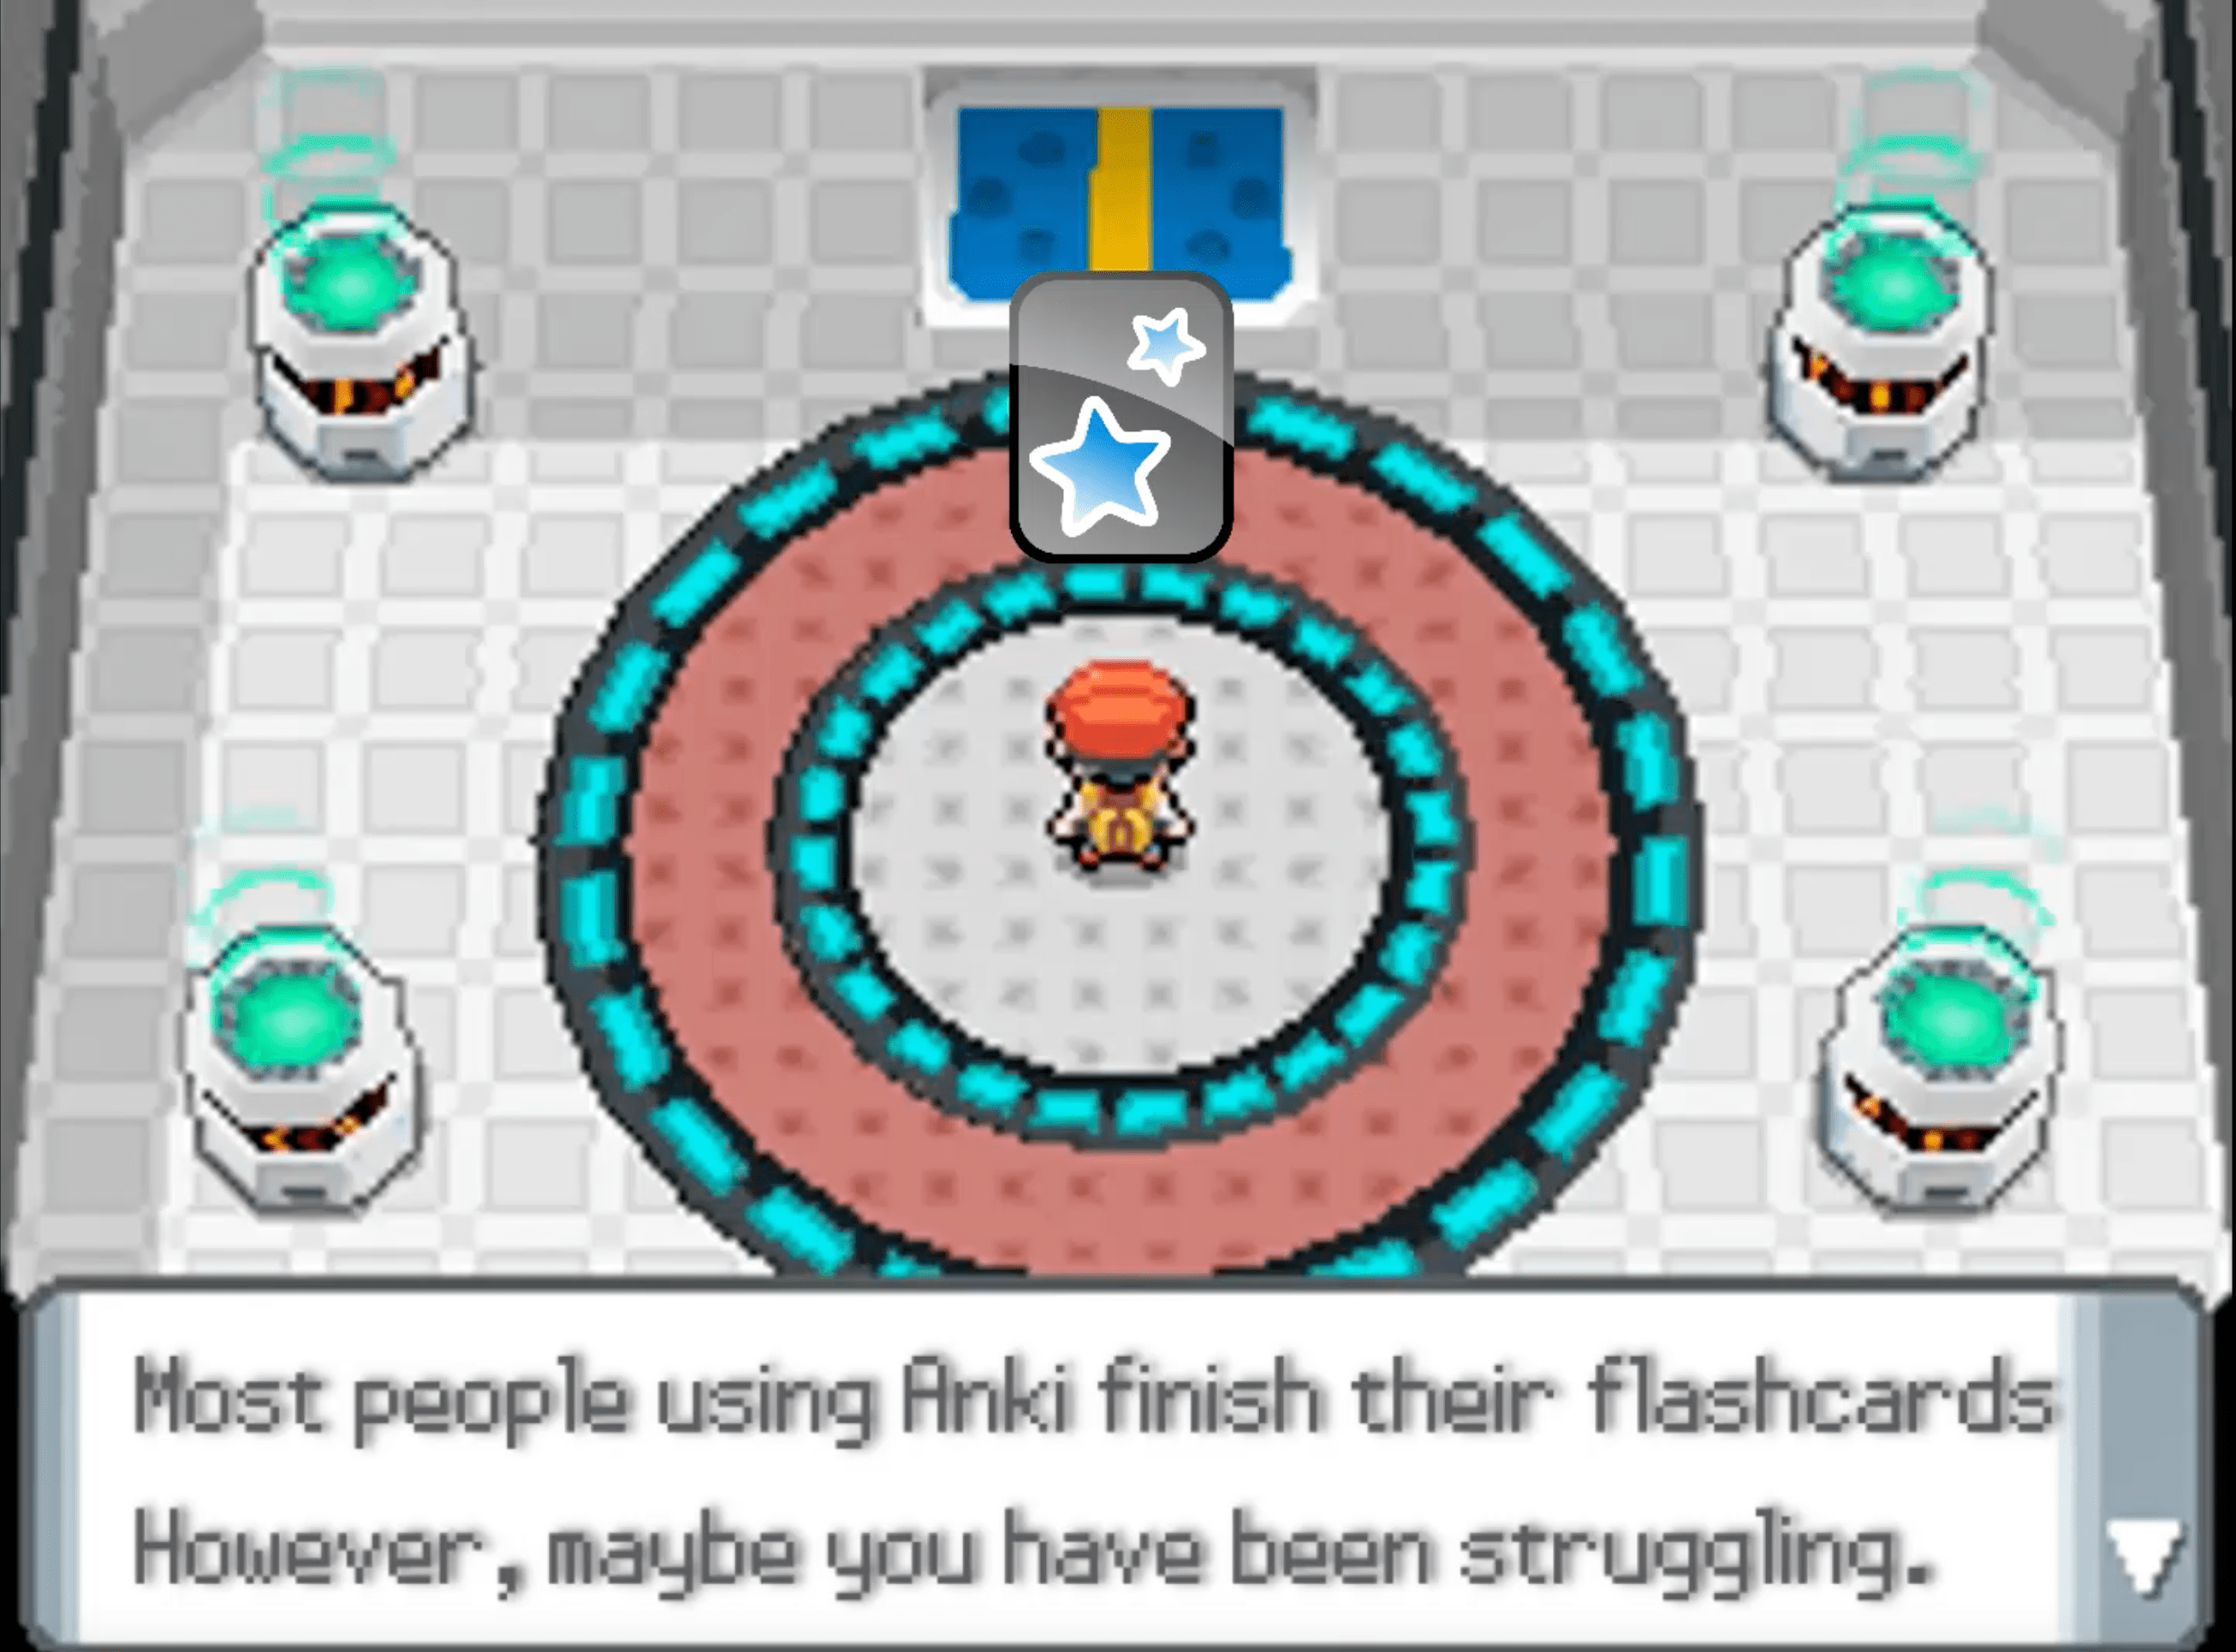 Most people using Anki finish their flashcards
However, maybe you have been struggling.